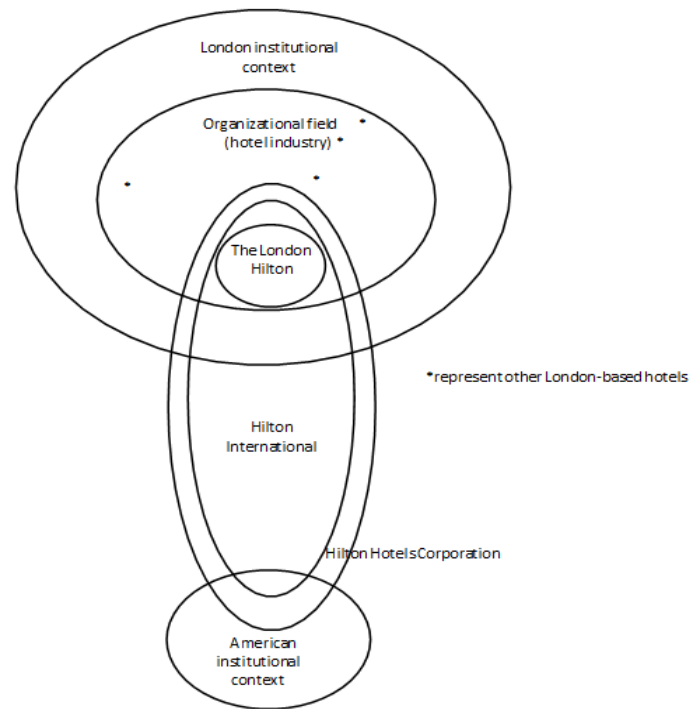 London institutional
context
Organizational field *
(hotel industry) *
* *
The London
Hilton
*represent other London-based hotels
Hilton
International
Hilton Hotels Corporation
American
institutional
context